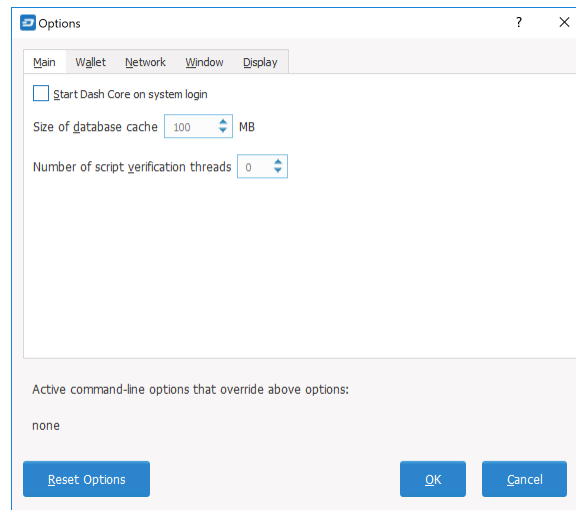 Options ?
Main Wallet Network Window Display
Start Dash Core on system login
Size of database cache 100 MB
Number of script verification threads 0
Active command-line options that override above options:
none
Reset Options OK Cancel